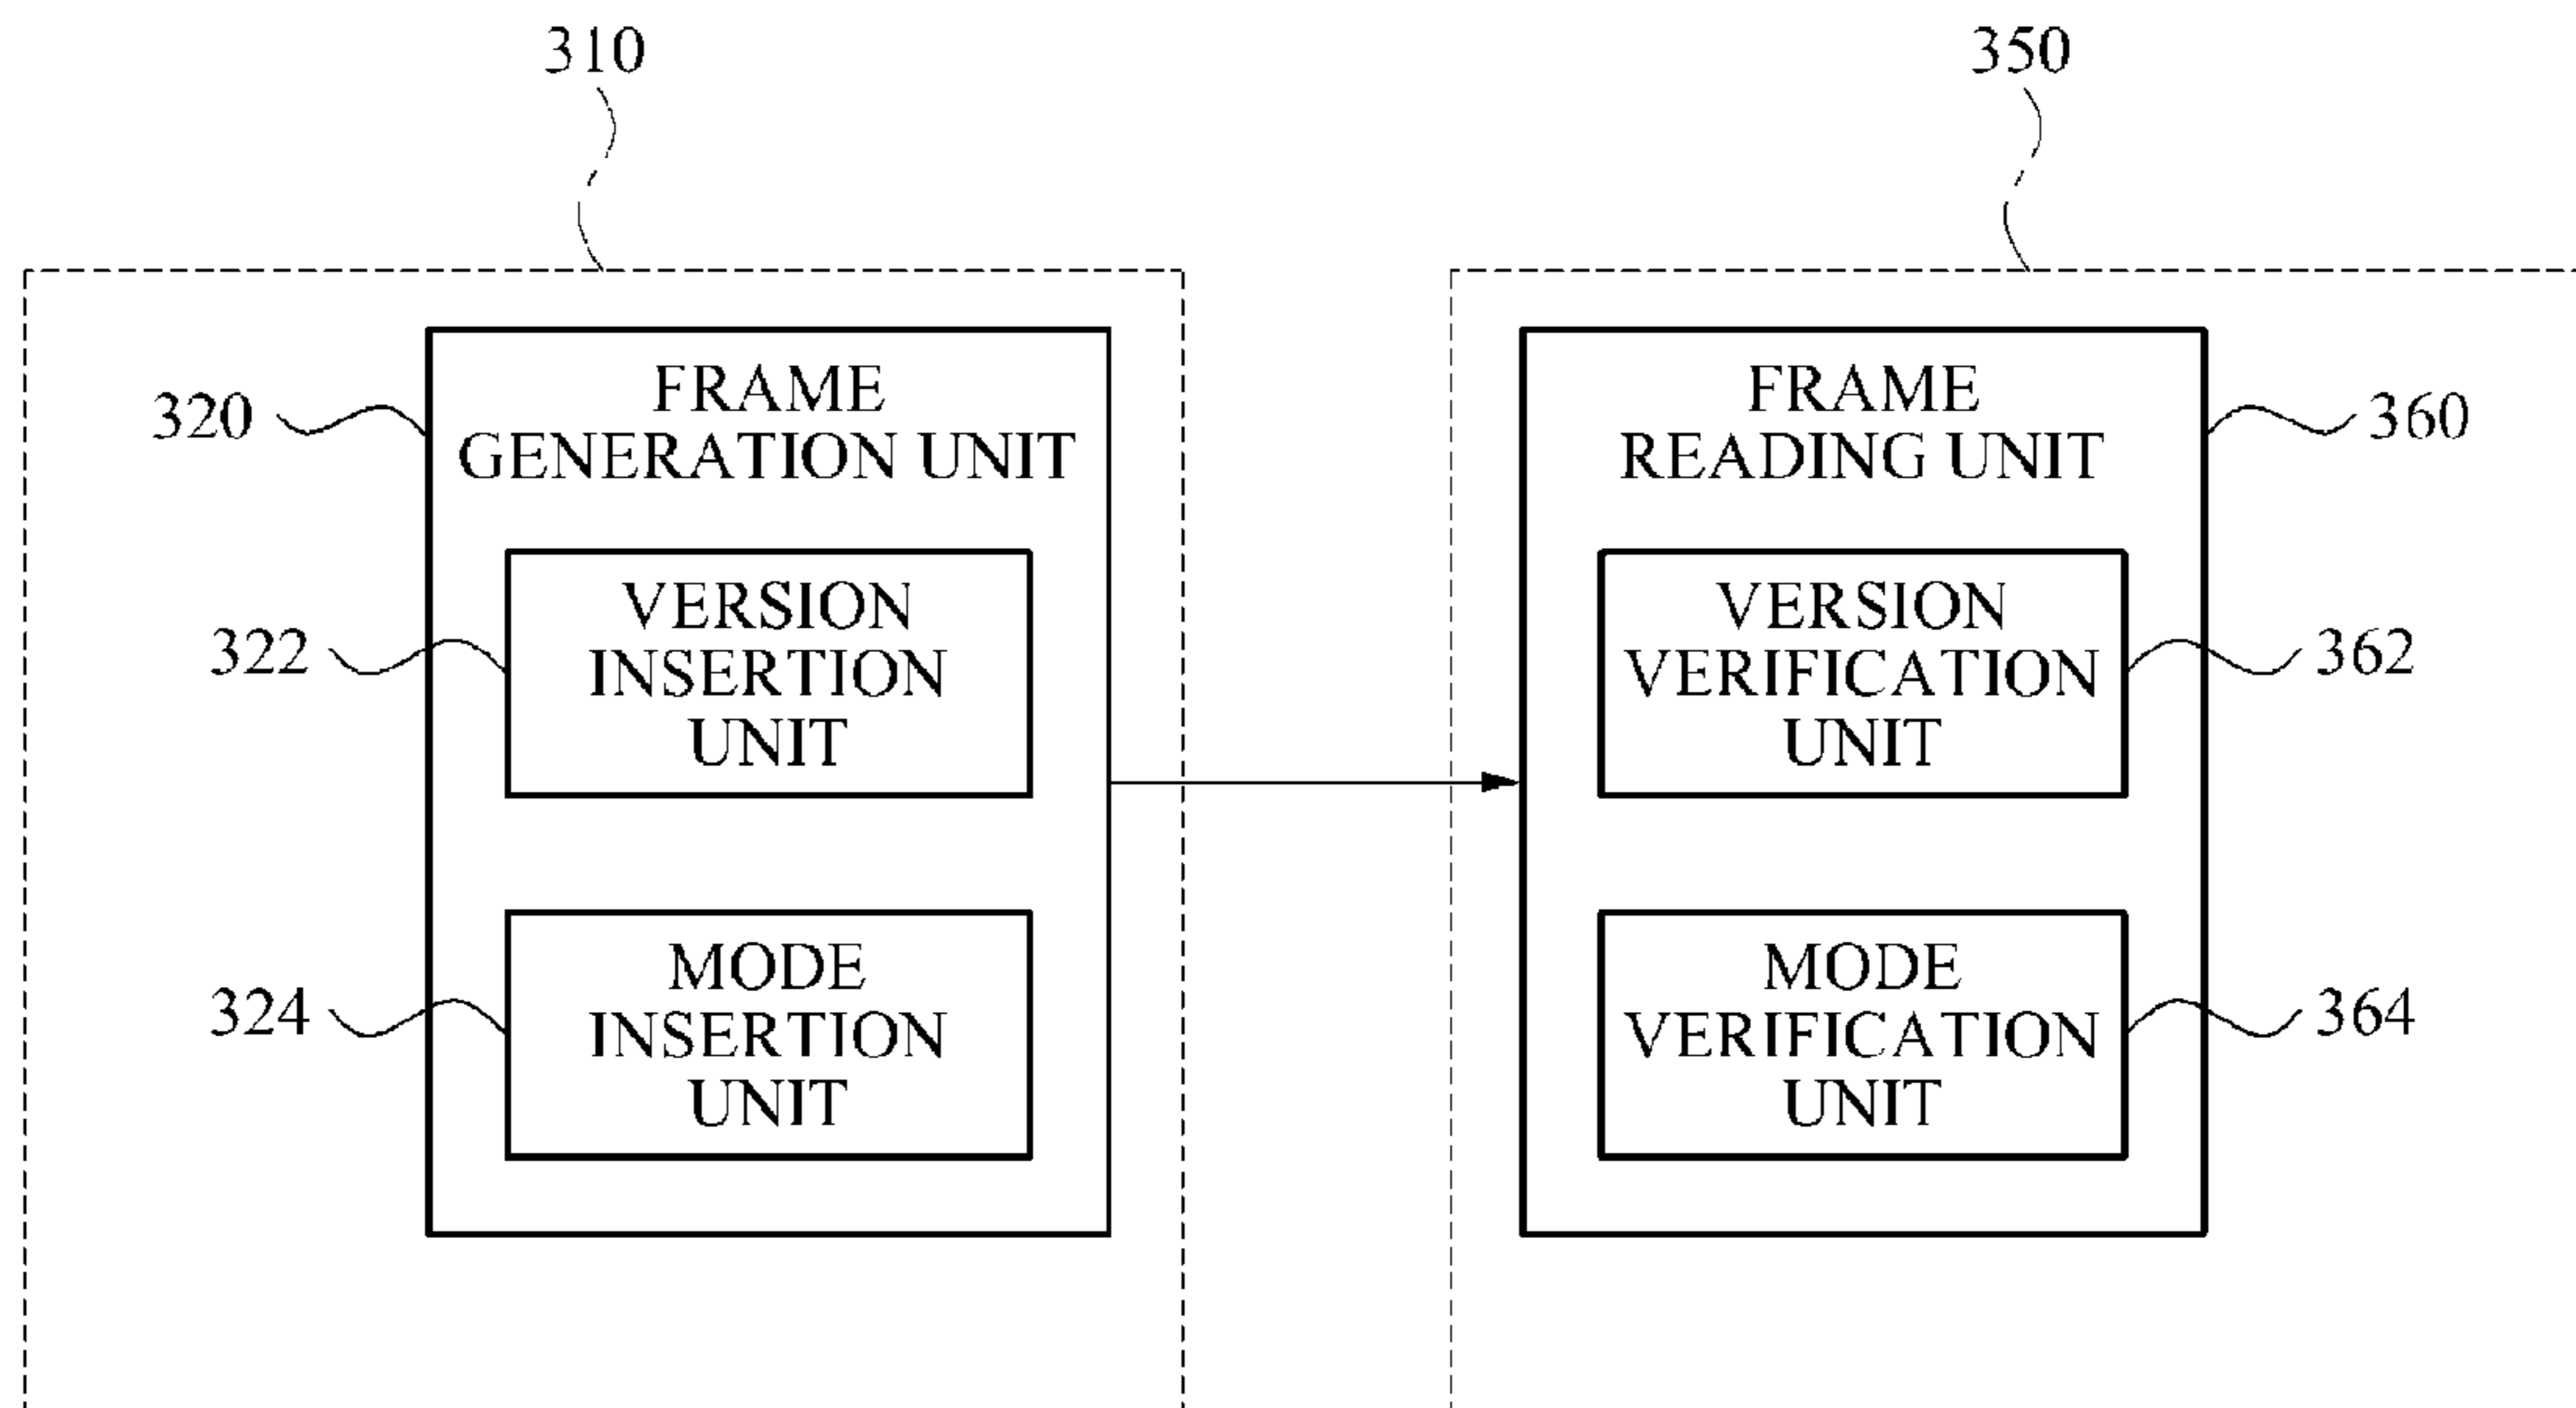 310
350
320
FRAME
GENERATION UNIT
322
VERSION
INSERTION
UNIT
324
MODE
INSERTION
UNIT
FRAME
READING UNIT
360
VERSION
VERIFICATION
UNIT
362
MODE
VERIFICATION
UNIT
364